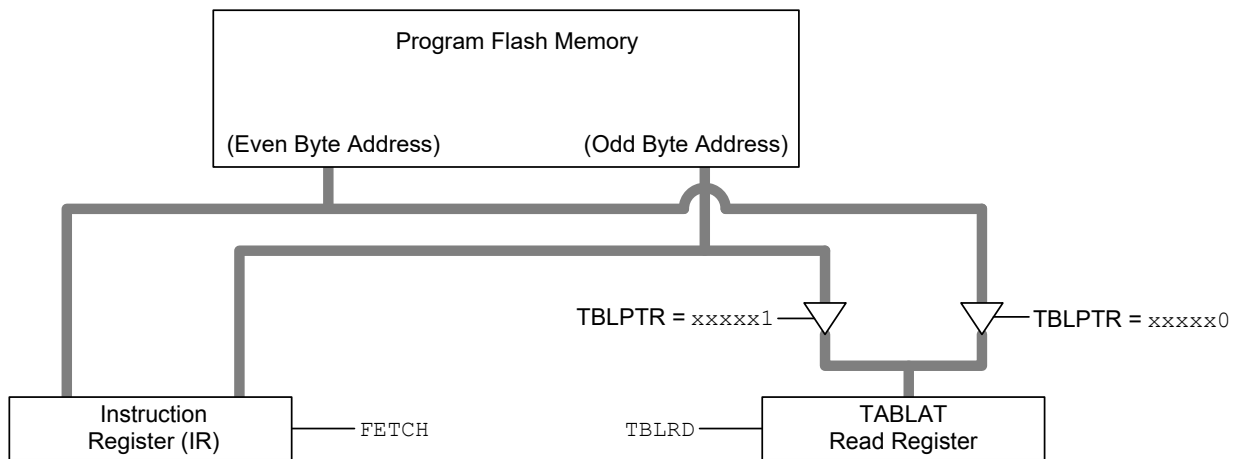 Program Flash Memory
(Even Byte Address)
(Odd Byte Address)
TBLPTR = xxxxx1
TBLPTR = xxxxx0
Instruction
Register (IR)
FETCH
TBLRD
TABLAT
Read Register